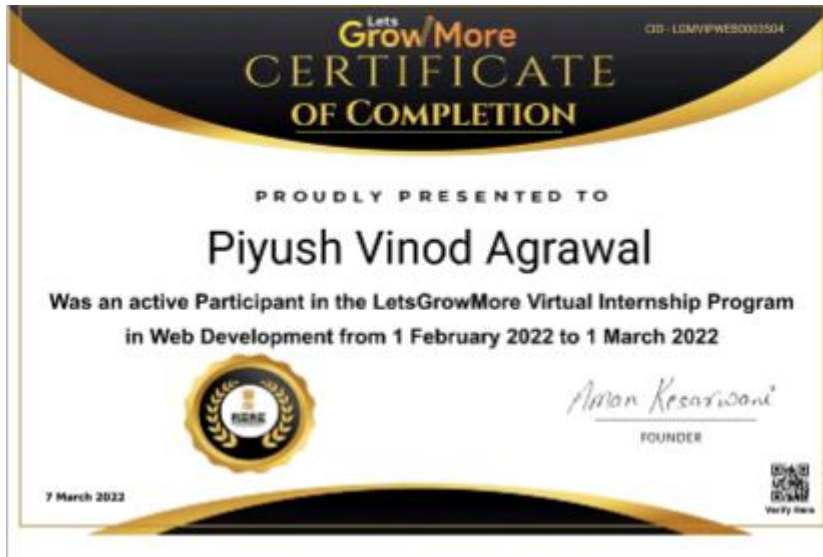 Lets
GrowMore
CID - LGMVIPWEB0003504
CERTIFICATE
OF COMPLETION
PROUDLY PRESENTED TO
Piyush Vinod Agrawal
Was an active Participant in the LetsGrowMore Virtual Internship Program
in Web Development from 1 February 2022 to 1 March 2022
Aman Kesarwani
FOUNDER
7 March 2022
Verify Here